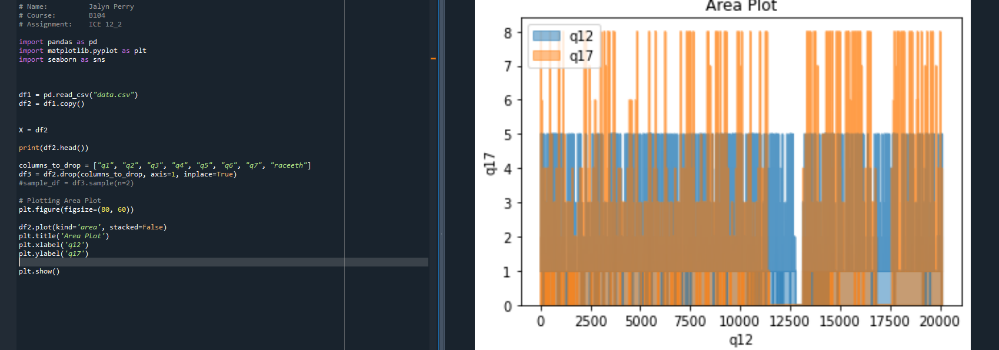 # Name:          Jalyn Perry
# Course:        B104
# Assignment:    ICE 12_2
import pandas as pd
import matplotlib.pyplot as plt
import seaborn as sns
df1 = pd.read_csv("data.csv")
df2 = df1.copy()
X = df2
print(df2.head())
columns_to_drop = ["q1", "q2", "q3", "q4", "q5", "q6", "q7", "raceeth"]
df3 = df2.drop(columns_to_drop, axis=1, inplace=True)
#sample_df = df3.sample(n=2)
# Plotting Area Plot
plt.figure(figsize=(80, 60))
df2.plot(kind='area', stacked=False)
plt.title('Area Plot')
plt.xlabel('q12')
plt.ylabel('q17')
plt.show()
Area Plot
q12
q17
8
7
6
5
4
3
2
1
0
q17
0 2500 5000 7500 10000 12500 15000 17500 20000
q12